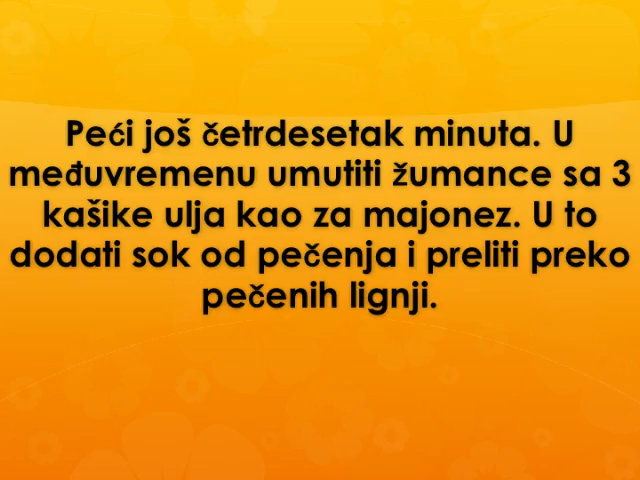 Peći još četrdesetak minuta. U
međuvremenu umutiti žumance sa 3
kašike ulja kao za majonez. U to
dodati sok od pečenja i preliti preko
pečenih lignji.